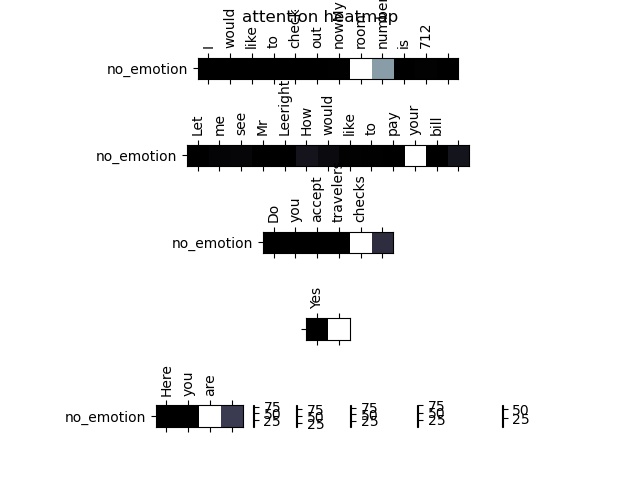 attention heatmap
I would like to check out nowMy room number is 712
no_emotion
Let me see Mr Leeright How would like to pay your bill
no_emotion
Do you accept travelers checks
no_emotion
Yes
Here you are
no_emotion
75 75 75 75 50
50 50 50 50 25
25 25 25 25